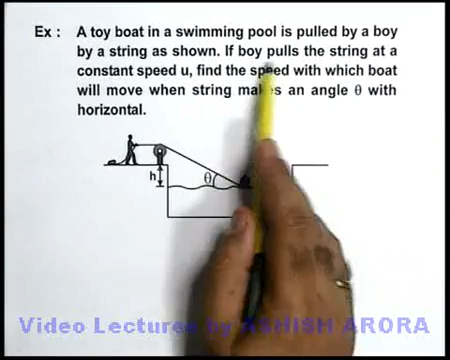 Ex : A toy boat in a swimming pool is pulled by a boy
by a string as shown. If boy pulls the string at a
constant speed u, find the speed with which boat
will move when string makes an angle θ with
horizontal.
h
θ
Video Lectures by ASHISH ARORA